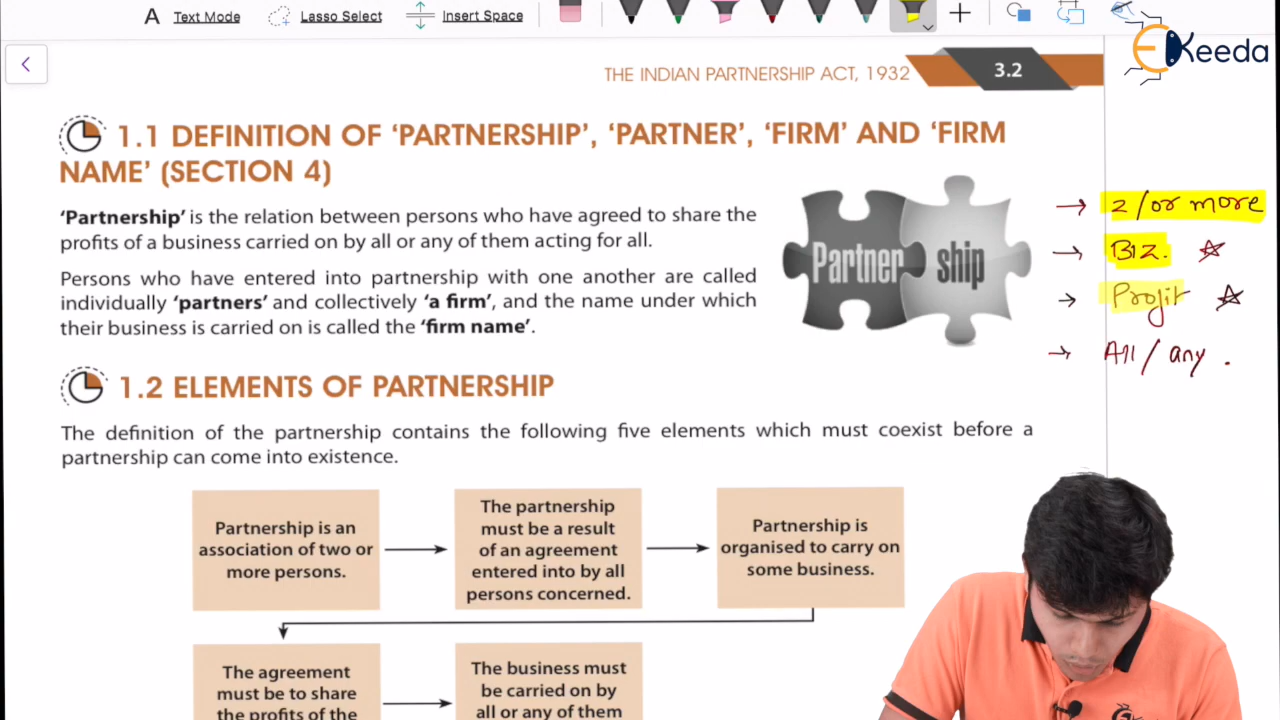 Text Mode
Lasso Select
Insert Space
Keeda
THE INDIAN PARTNERSHIP ACT, 1932
3.2
1.1 DEFINITION OF ‘PARTNERSHIP’, ‘PARTNER’, ‘FIRM’ AND ‘FIRM
NAME’ (SECTION 4)
‘Partnership’ is the relation between persons who have agreed to share the
profits of a business carried on by all or any of them acting for all.
Persons who have entered into partnership with one another are called
individually ‘partners’ and collectively ‘a firm’, and the name under which
their business is carried on is called the ‘firm name’.
Partner ship
→ 2/or more
→ Biz. ☆
→ Profit ☆
→ All / any .
1.2 ELEMENTS OF PARTNERSHIP
The definition of the partnership contains the following five elements which must coexist before a
partnership can come into existence.
Partnership is an
association of two or
more persons.
The partnership
must be a result
of an agreement
entered into by all
persons concerned.
Partnership is
organised to carry on
some business.
The agreement
must be to share
the profits of the
The business must
be carried on by
all or any of them